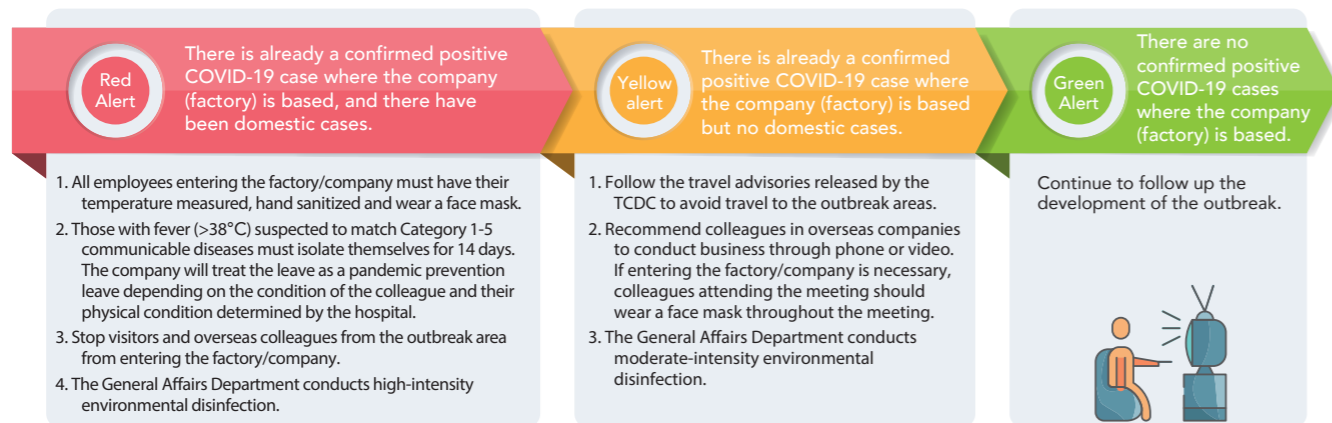 Red
Alert
There is already a confirmed positive
COVID-19 case where the company
(factory) is based, and there have
been domestic cases.
1. All employees entering the factory/company must have their
temperature measured, hand sanitized and wear a face mask.
2. Those with fever (>38°C) suspected to match Category 1-5
communicable diseases must isolate themselves for 14 days.
The company will treat the leave as a pandemic prevention
leave depending on the condition of the colleague and their
physical condition determined by the hospital.
3. Stop visitors and overseas colleagues from the outbreak area
from entering the factory/company.
4. The General Affairs Department conducts high-intensity
environmental disinfection.
Yellow
alert
There is already a confirmed
positive COVID-19 case where
the company (factory) is based
but no domestic cases.
1. Follow the travel advisories released by the
TCDC to avoid travel to the outbreak areas.
2. Recommend colleagues in overseas companies
to conduct business through phone or video.
If entering the factory/company is necessary,
colleagues attending the meeting should
wear a face mask throughout the meeting.
3. The General Affairs Department conducts
moderate-intensity environmental
disinfection.
Green
Alert
There are no
confirmed positive
COVID-19 cases
where the company
(factory) is based.
Continue to follow up the
development of the outbreak.